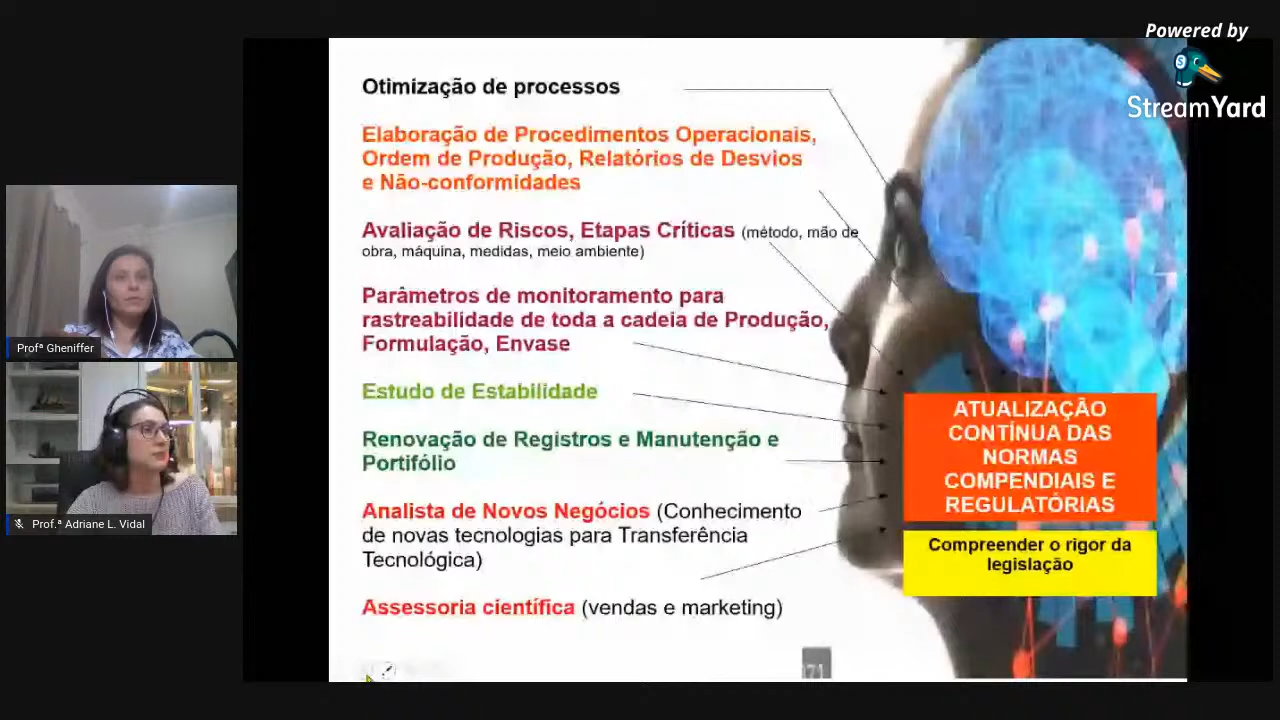 Powered by
StreamYard
Otimização de processos
Elaboração de Procedimentos Operacionais,
Ordem de Produção, Relatórios de Desvios
e Não-conformidades
Avaliação de Riscos, Etapas Críticas (método, mão de
obra, máquina, medidas, meio ambiente)
Parâmetros de monitoramento para
rastreabilidade de toda a cadeia de Produção,
Formulação, Envase
Estudo de Estabilidade
Renovação de Registros e Manutenção e
Portifólio
Analista de Novos Negócios (Conhecimento
de novas tecnologias para Transferência
Tecnológica)
Assessoria científica (vendas e marketing)
ATUALIZAÇÃO
CONTÍNUA DAS
NORMAS
COMPENDIAIS E
REGULATÓRIAS
Compreender o rigor da
legislação
Profª Gheniffer
Prof.ª Adriane L. Vidal